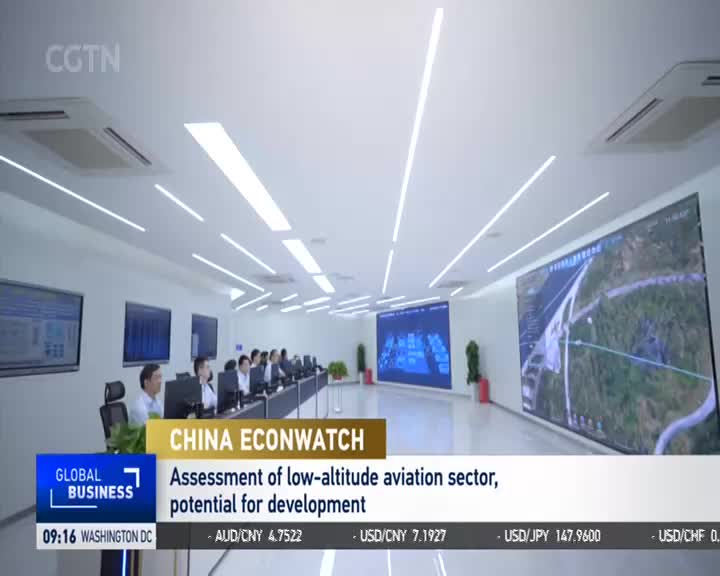 CGTN
CHINA ECONWATCH
GLOBAL
BUSINESS
Assessment of low-altitude aviation sector,
potential for development
09:16 WASHINGTON DC
- AUD/CNY 4.7522 - USD/CNY 7.1927 - USD/JPY 147.9600 - USD/CHF 0.